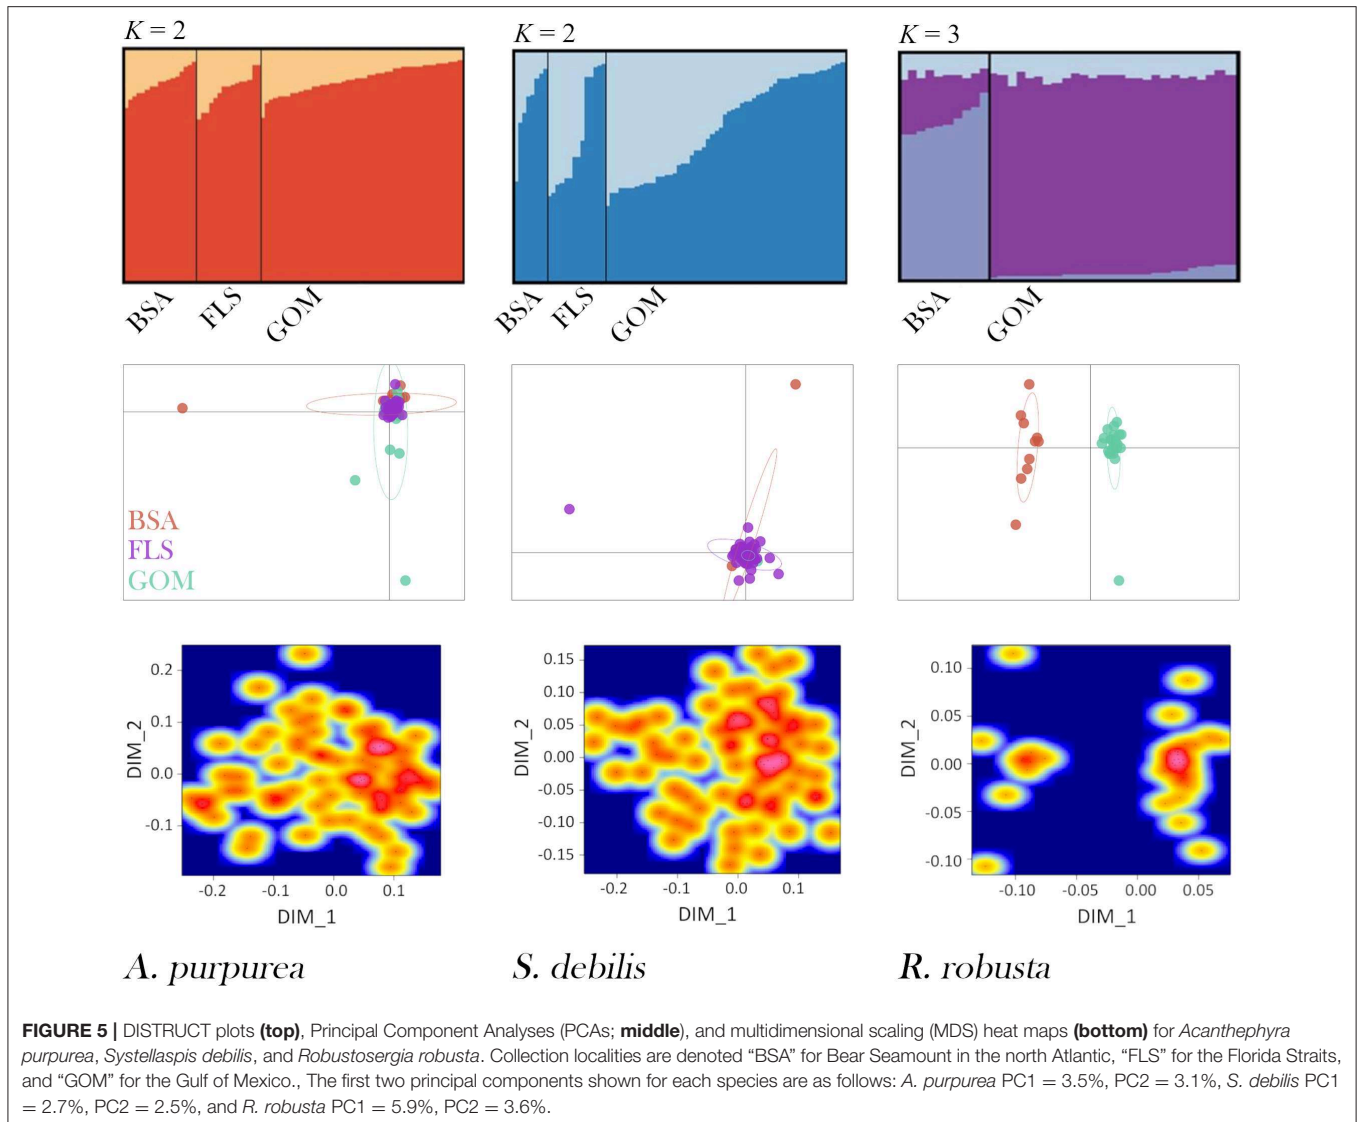 K = 2
K = 2
K = 3
BSA
FLS
GOM
BSA
FLS
GOM
BSA
GOM
BSA
FLS
GOM
0.2
0.1
0.0
-0.1
DIM_2
-0.2
-0.1
0.0
0.1
DIM_1
0.15
0.10
0.05
0.00
-0.05
-0.10
-0.15
DIM_2
-0.2
-0.1
0.0
0.1
DIM_1
0.10
0.05
0.00
-0.05
-0.10
DIM_2
-0.10
-0.05
0.00
0.05
DIM_1
A. purpurea
S. debilis
R. robusta
FIGURE 5 | DISTRUCT plots (top), Principal Component Analyses (PCAs; middle), and multidimensional scaling (MDS) heat maps (bottom) for Acanthephyra
purpurea, Systellaspis debilis, and Robustosergia robusta. Collection localities are denoted “BSA” for Bear Seamount in the north Atlantic, “FLS” for the Florida Straits,
and “GOM” for the Gulf of Mexico., The first two principal components shown for each species are as follows: A. purpurea PC1 = 3.5%, PC2 = 3.1%, S. debilis PC1
= 2.7%, PC2 = 2.5%, and R. robusta PC1 = 5.9%, PC2 = 3.6%.